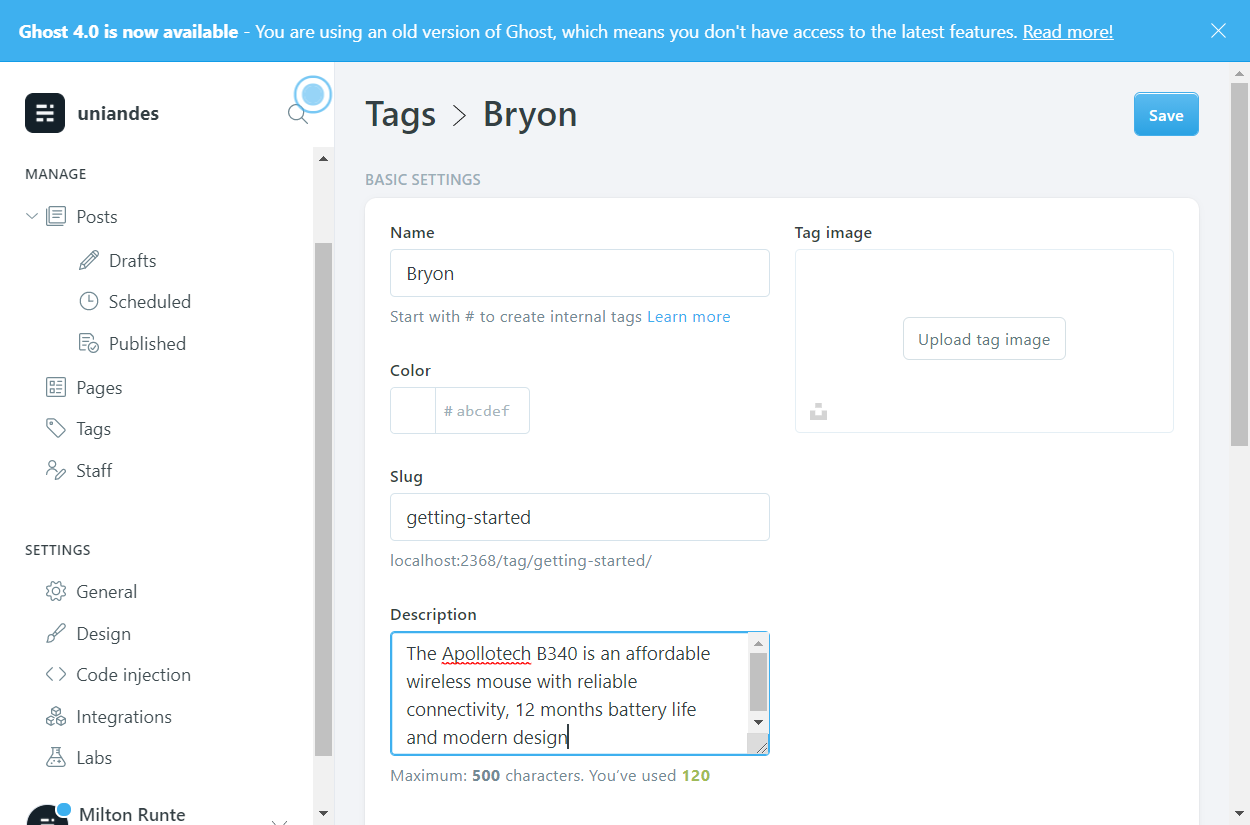 Ghost 4.0 is now available - You are using an old version of Ghost, which means you don't have access to the latest features. Read more!
uniandes
MANAGE
Posts
Drafts
Scheduled
Published
Pages
Tags
Staff
SETTINGS
General
Design
Code injection
Integrations
Labs
Milton Runte
Tags > Bryon
Save
BASIC SETTINGS
Name
Bryon
Start with # to create internal tags Learn more
Color
# abcdef
Slug
getting-started
localhost:2368/tag/getting-started/
Description
The Apollotech B340 is an affordable
wireless mouse with reliable
connectivity, 12 months battery life
and modern design
Maximum: 500 characters. You’ve used 120
Tag image
Upload tag image